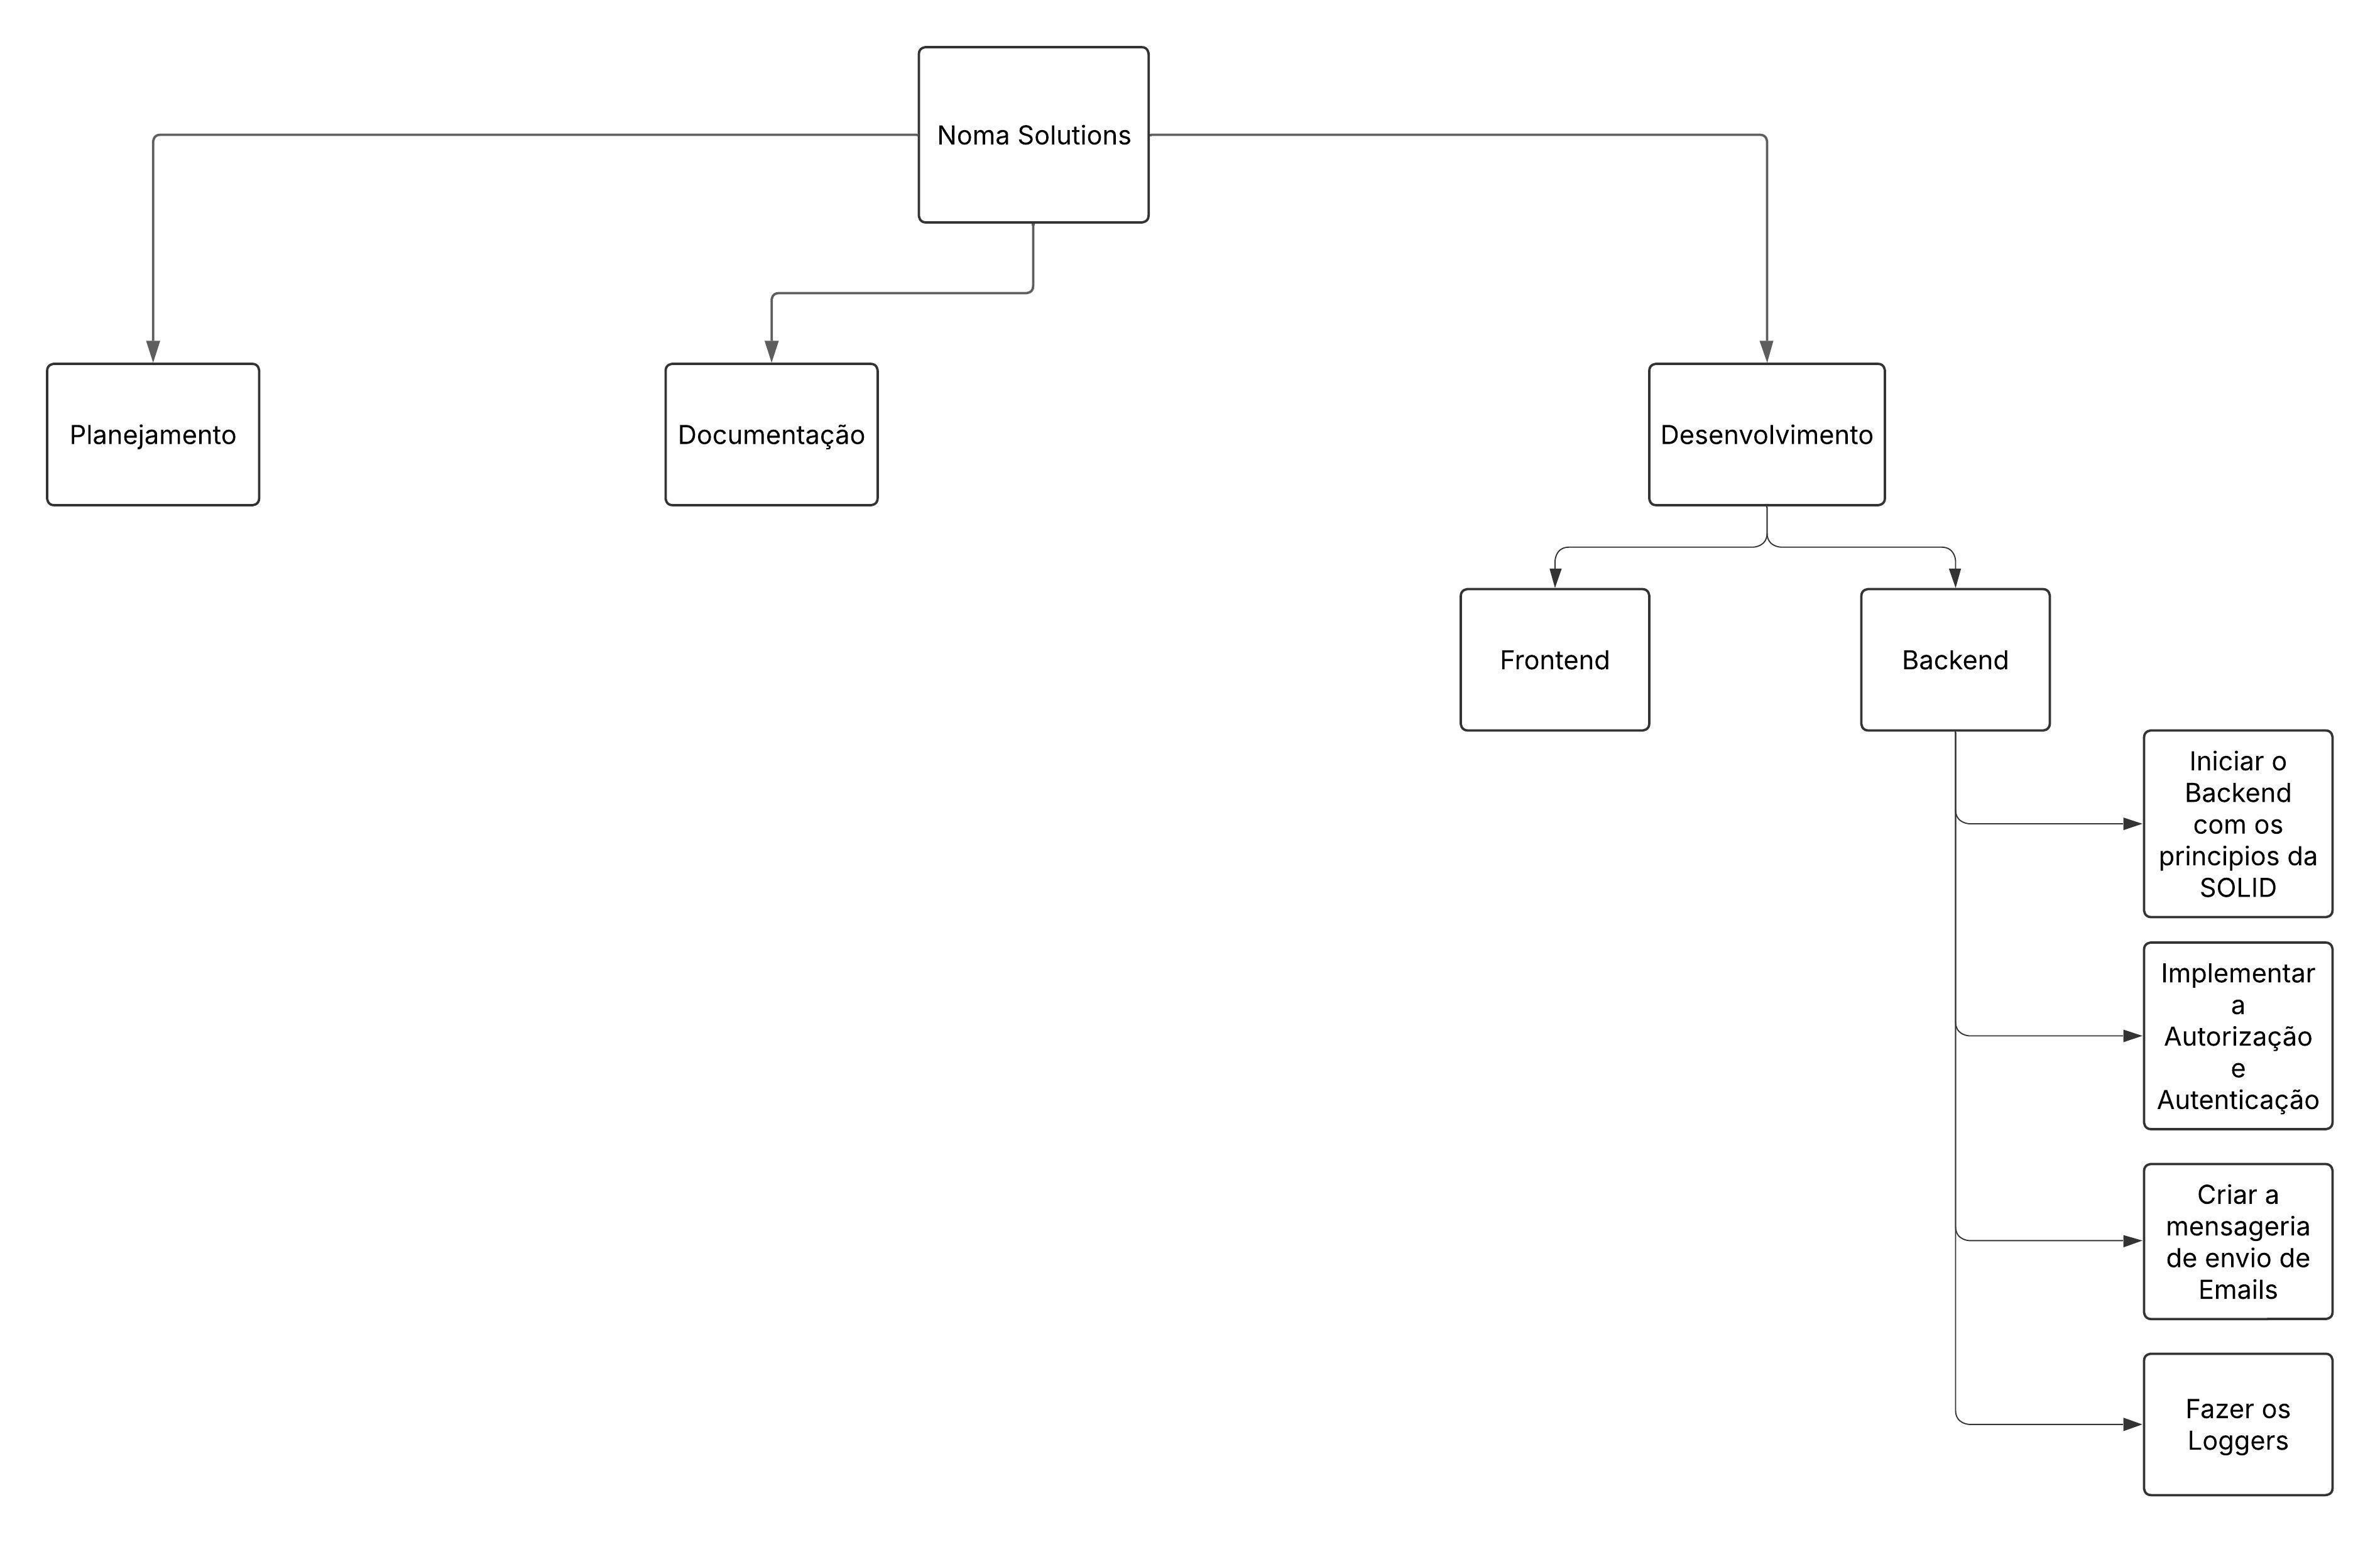 Noma Solutions
Planejamento
Documentação
Desenvolvimento
Frontend
Backend
Iniciar o
Backend
com os
principios da
SOLID
Implementar
a
Autorização
e
Autenticação
Criar a
mensageria
de envio de
Emails
Fazer os
Loggers